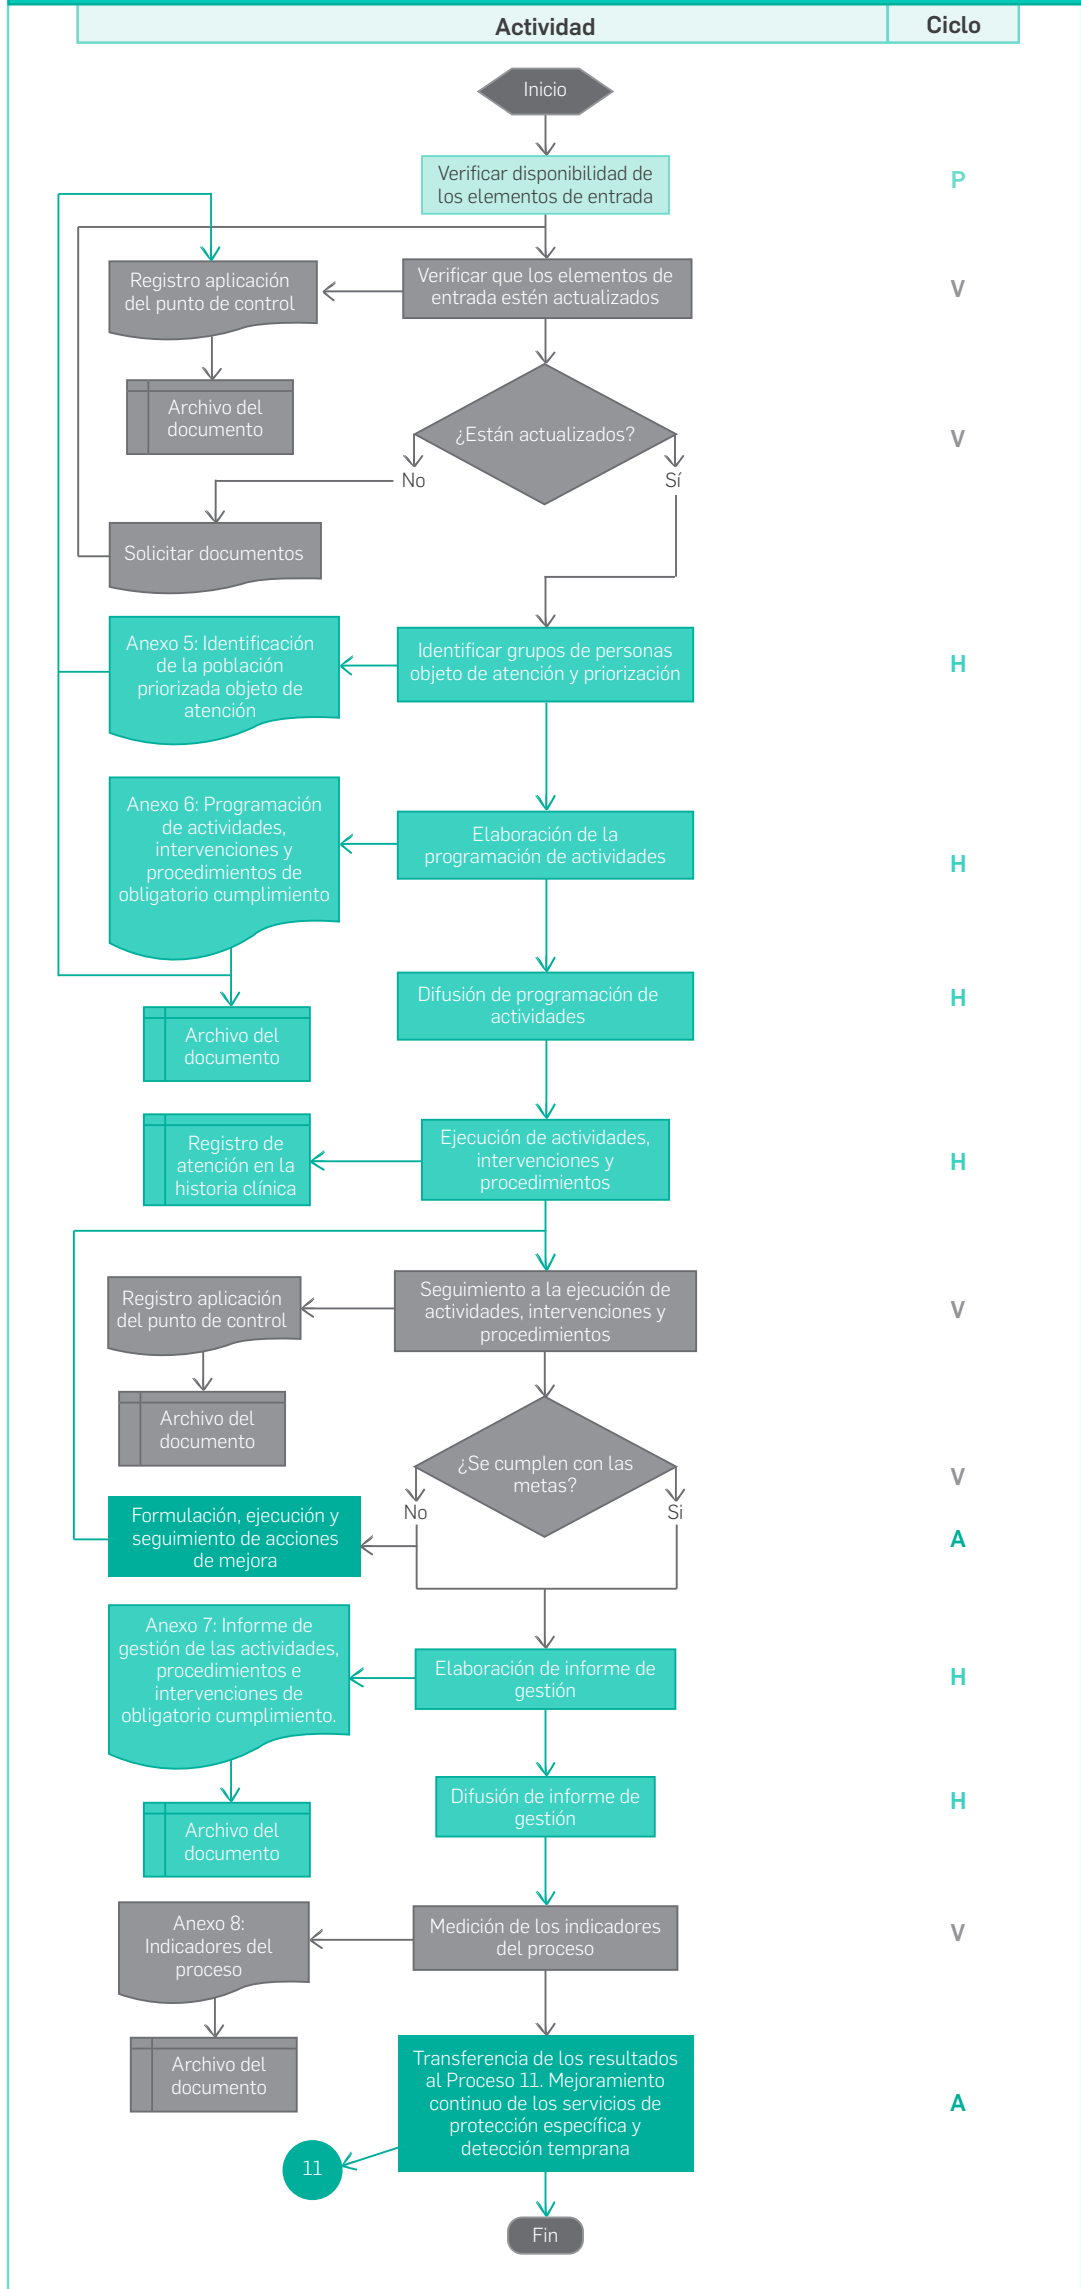 Actividad
Ciclo
Inicio
Verificar disponibilidad de
los elementos de entrada
P
Registro aplicación
del punto de control
Verificar que los elementos de
entrada estén actualizados
V
Archivo del
documento
¿Están actualizados?
V
No
Sí
Solicitar documentos
Anexo 5: Identificación
de la población
priorizada objeto de
atención
Identificar grupos de personas
objeto de atención y priorización
H
Anexo 6: Programación
de actividades,
intervenciones y
procedimientos de
obligatorio cumplimiento
Elaboración de la
programación de actividades
H
Difusión de programación de
actividades
H
Archivo del
documento
Registro de
atención en la
historia clínica
Ejecución de actividades,
intervenciones y
procedimientos
H
Registro aplicación
del punto de control
Seguimiento a la ejecución de
actividades, intervenciones y
procedimientos
V
Archivo del
documento
¿Se cumplen con las
metas?
V
No
Si
Formulación, ejecución y
seguimiento de acciones
de mejora
A
Anexo 7: Informe de
gestión de las actividades,
procedimientos e
intervenciones de
obligatorio cumplimiento.
Elaboración de informe de
gestión
H
Difusión de informe de
gestión
H
Archivo del
documento
Anexo 8:
Indicadores del
proceso
Medición de los indicadores
del proceso
V
Archivo del
documento
Transferencia de los resultados
al Proceso 11. Mejoramiento
continuo de los servicios de
protección específica y
detección temprana
A
11
Fin